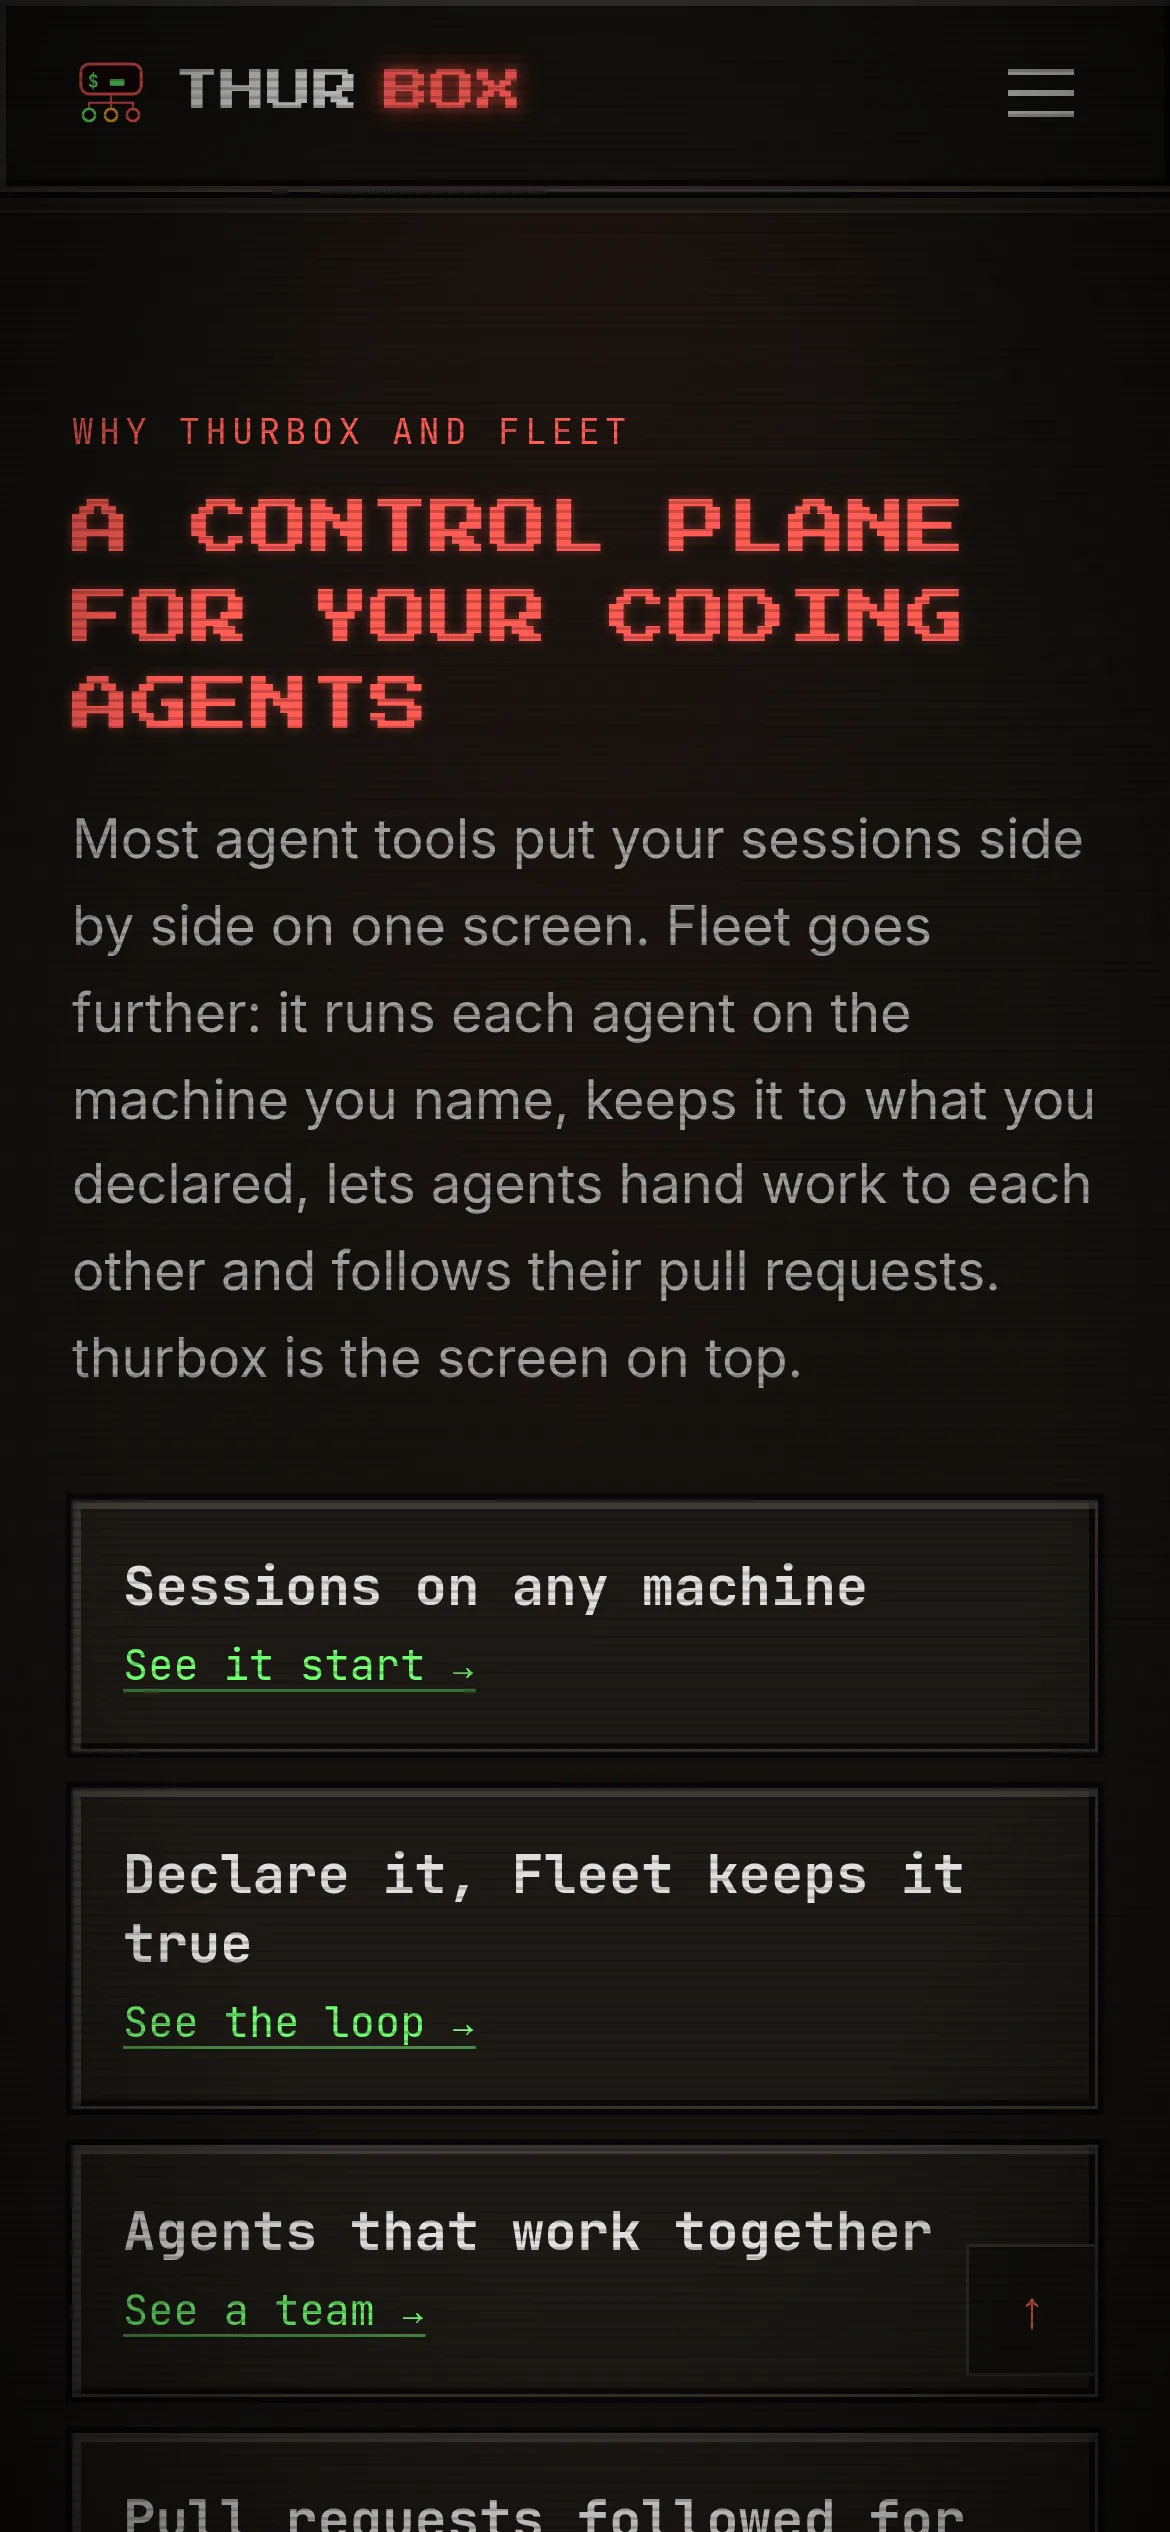 $
THUR BOX
WHY THURBOX AND FLEET
A CONTROL PLANE
FOR YOUR CODING
AGENTS
Most agent tools put your sessions side
by side on one screen. Fleet goes
further: it runs each agent on the
machine you name, keeps it to what you
declared, lets agents hand work to each
other and follows their pull requests.
thurbox is the screen on top.
Sessions on any machine
See it start →
Declare it, Fleet keeps it
true
See the loop →
Agents that work together
See a team →
↑
Pull requests followed for